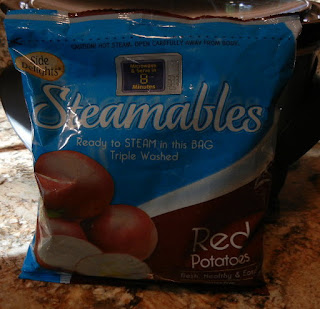 CAUTION! HOT STEAM. OPEN CAREFULLY AWAY FROM BODY.
Side
Delights
Microwave
& Serve in
8
Minutes
Steamables
Ready to STEAM in this BAG
Triple Washed
Red
Potatoes
Fresh, Healthy & Easy